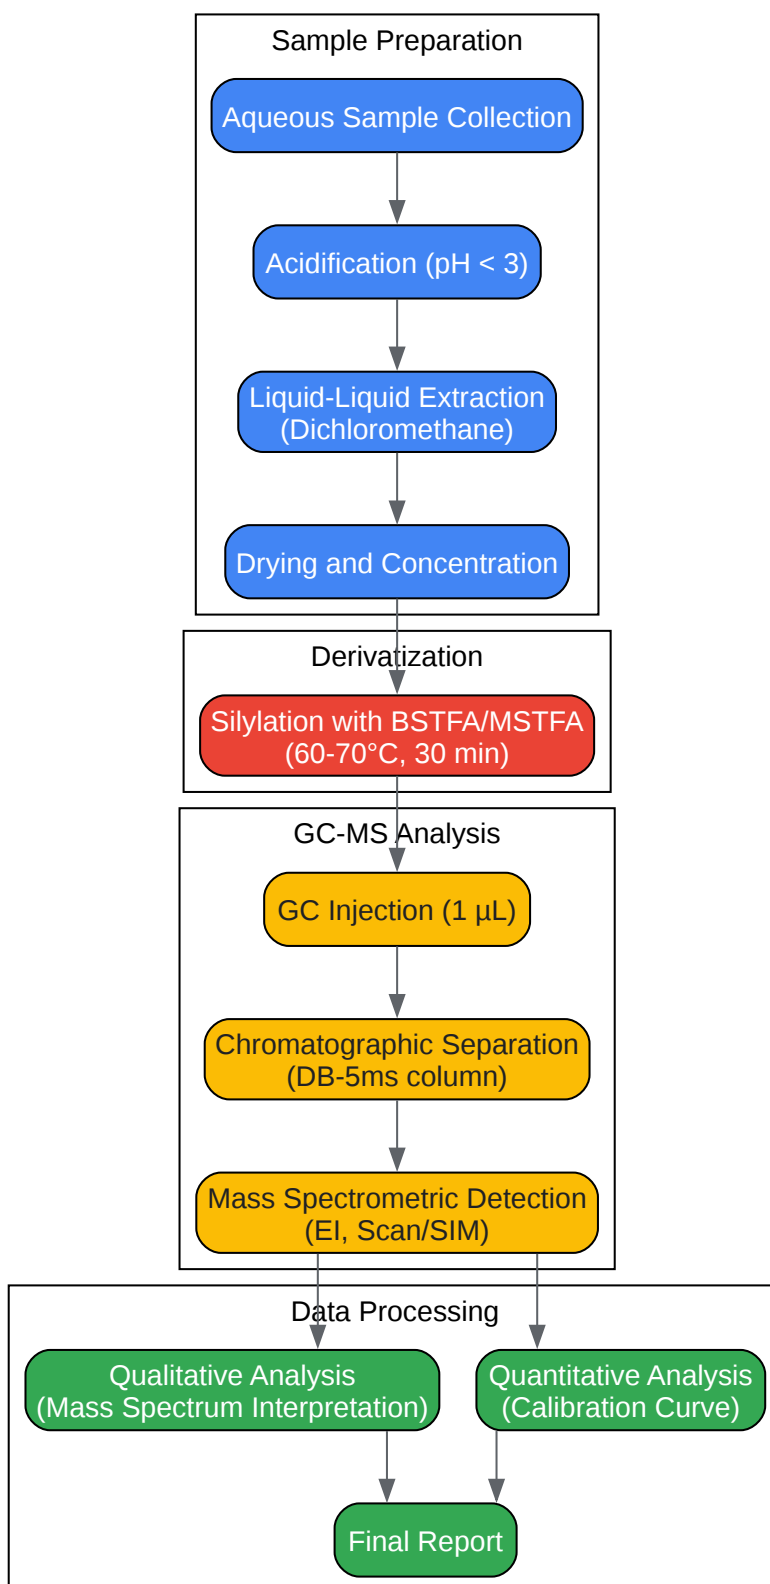 Sample Preparation
Aqueous Sample Collection
Acidification (pH < 3)
Liquid-Liquid Extraction
(Dichloromethane)
Drying and Concentration
Derivatization
Silylation with BSTFA/MSTFA
(60-70°C, 30 min)
GC-MS Analysis
GC Injection (1 µL)
Chromatographic Separation
(DB-5ms column)
Mass Spectrometric Detection
(EI, Scan/SIM)
Data Processing
Qualitative Analysis
(Mass Spectrum Interpretation)
Quantitative Analysis
(Calibration Curve)
Final Report